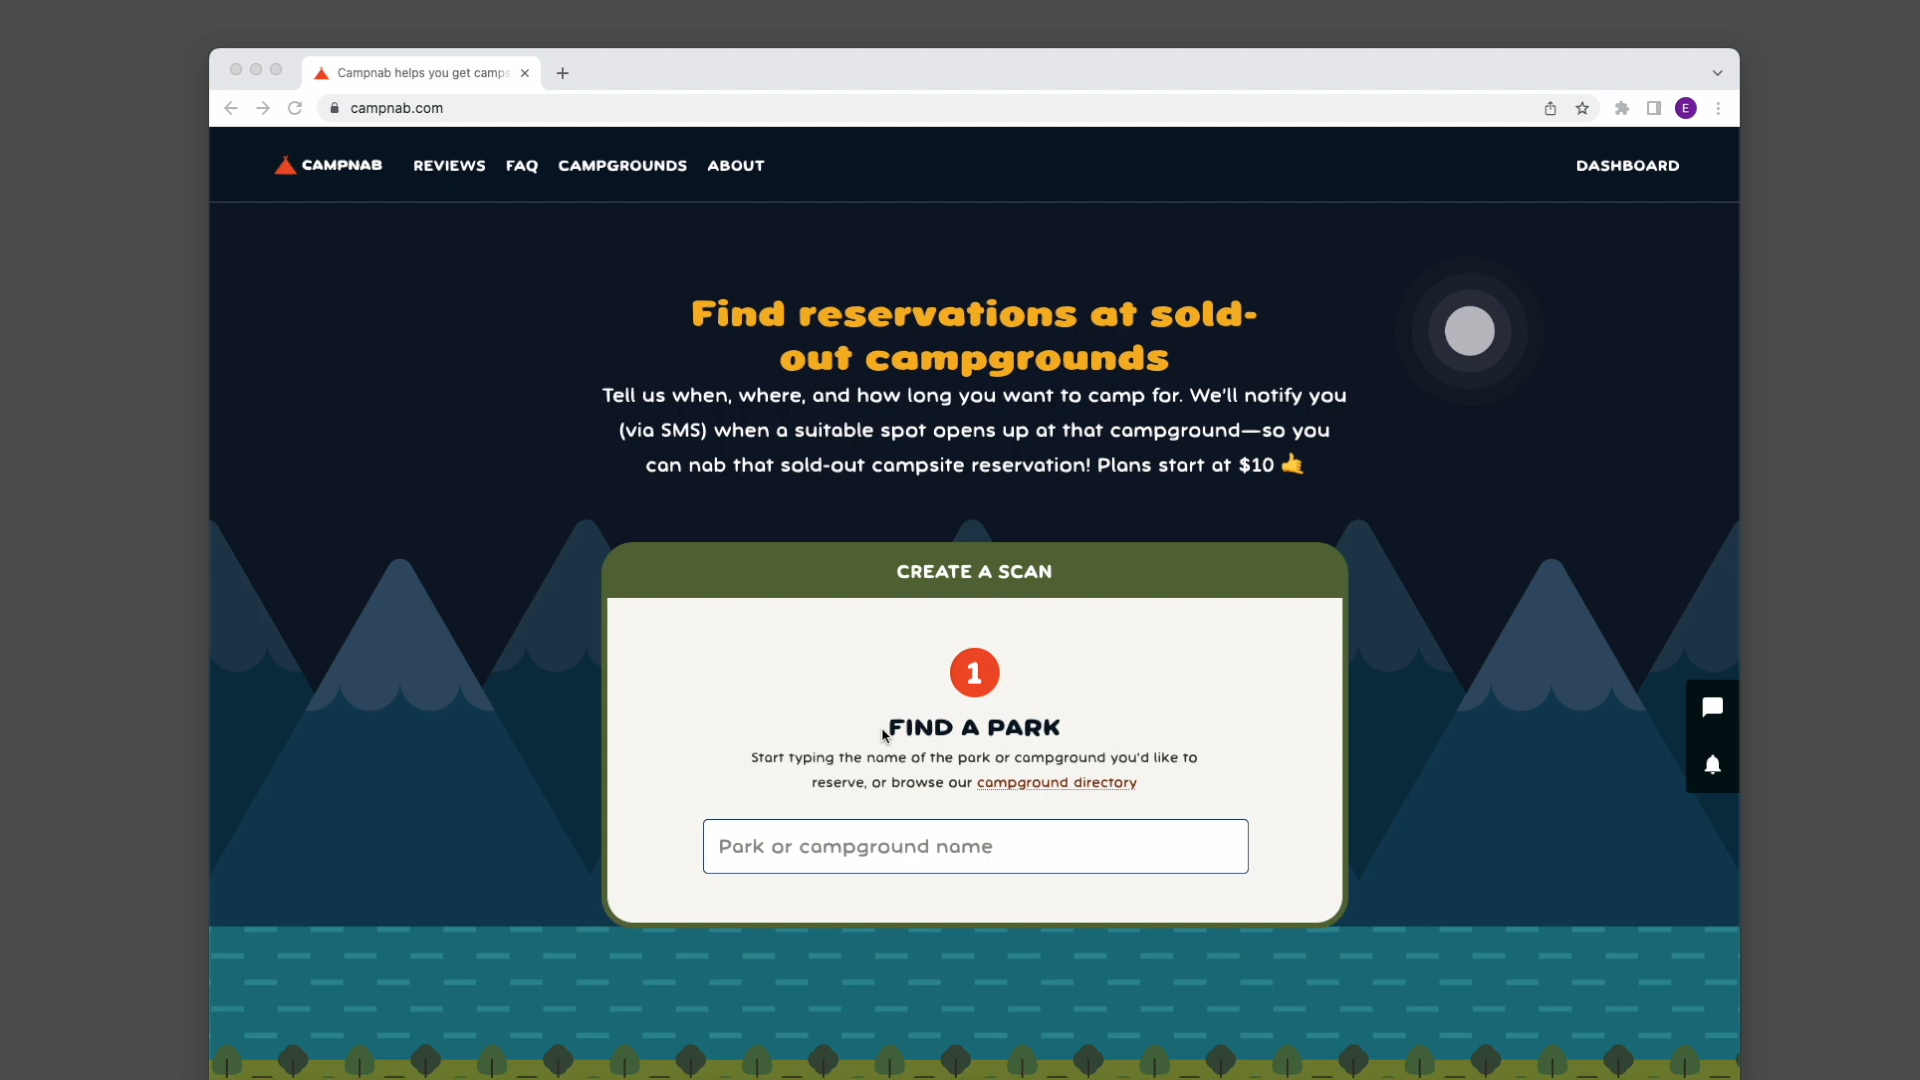 Campnab helps you get camps
campnab.com
E
CAMPNAB REVIEWS FAQ CAMPGROUNDS ABOUT DASHBOARD
Find reservations at sold-
out campgrounds
Tell us when, where, and how long you want to camp for. We'll notify you
(via SMS) when a suitable spot opens up at that campground—so you
can nab that sold-out campsite reservation! Plans start at $10 🤙
CREATE A SCAN
1
FIND A PARK
Start typing the name of the park or campground you'd like to
reserve, or browse our campground directory
Park or campground name